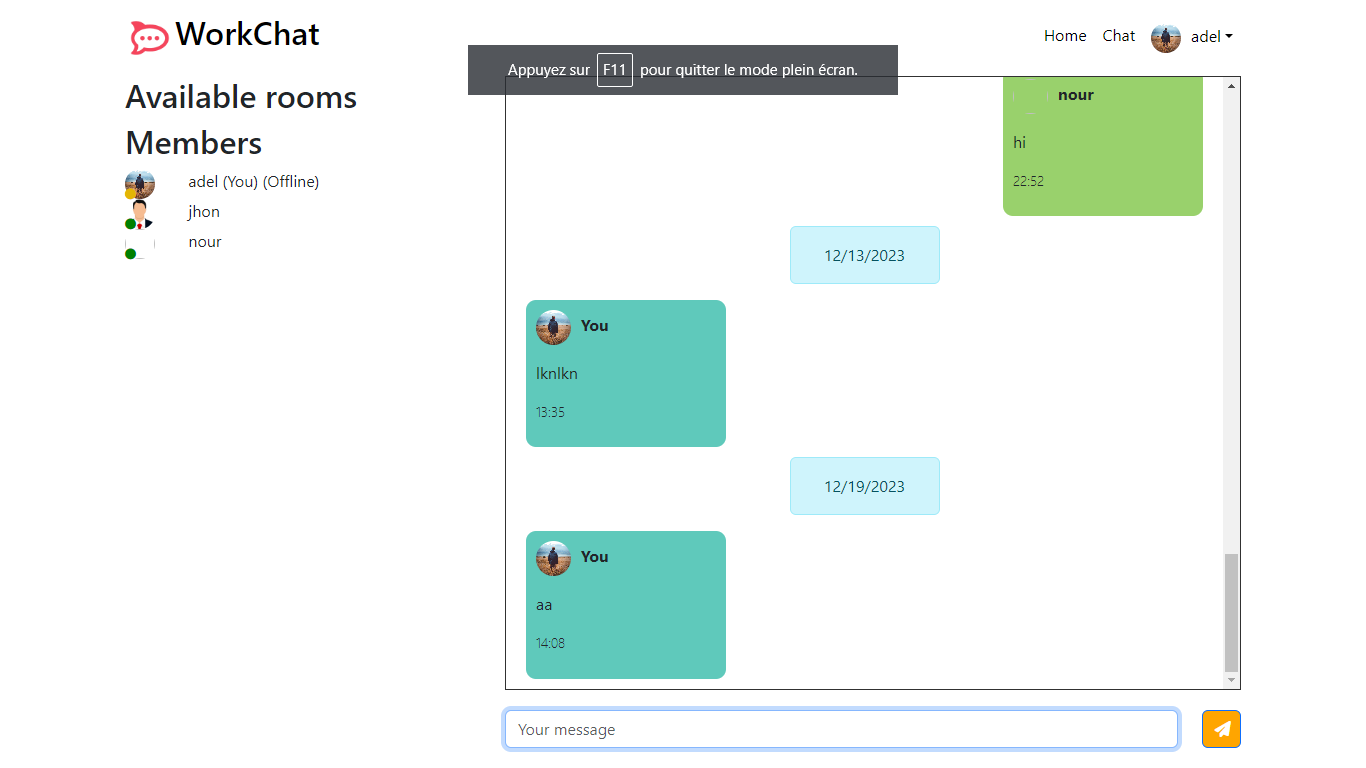 WorkChat
Home Chat adel
Appuyez sur F11 pour quitter le mode plein écran.
Available rooms
Members
adel (You) (Offline)
jhon
nour
nour
hi
22:52
12/13/2023
You
lknlkn
13:35
12/19/2023
You
aa
14:08
Your message